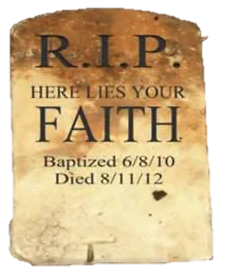 R.I.P.
HERE LIES YOUR
FAITH
Baptized 6/8/10
Died 8/11/12